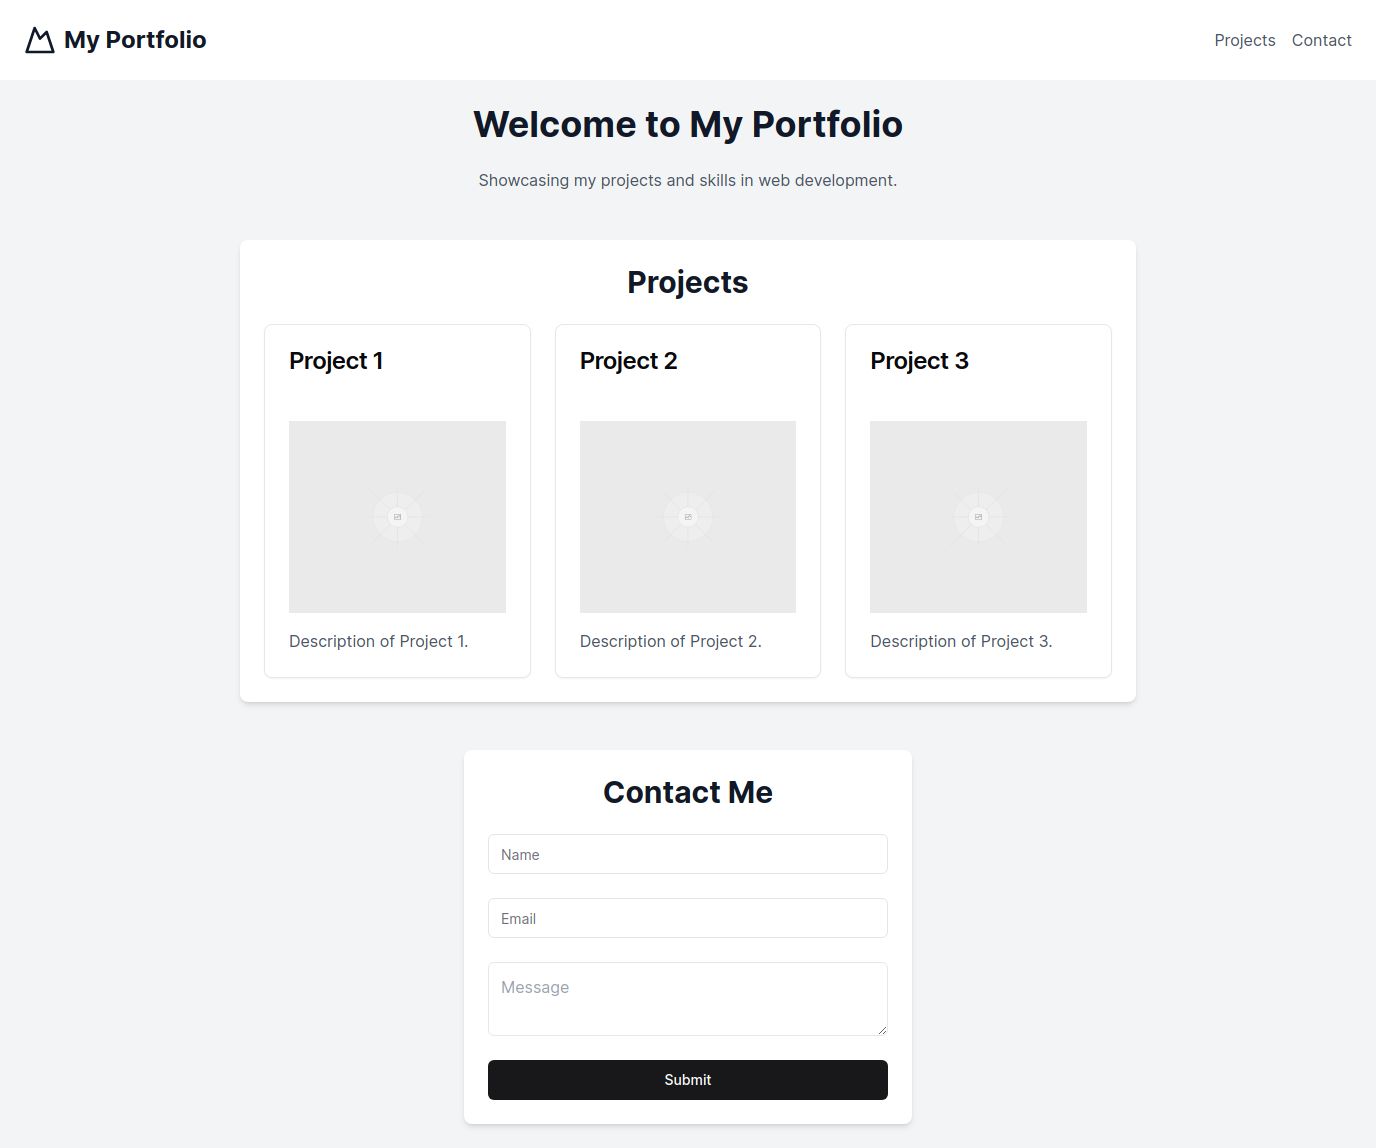 My Portfolio
Projects Contact
Welcome to My Portfolio
Showcasing my projects and skills in web development.
Projects
Project 1
Description of Project 1.
Project 2
Description of Project 2.
Project 3
Description of Project 3.
Contact Me
Name
Email
Message
Submit